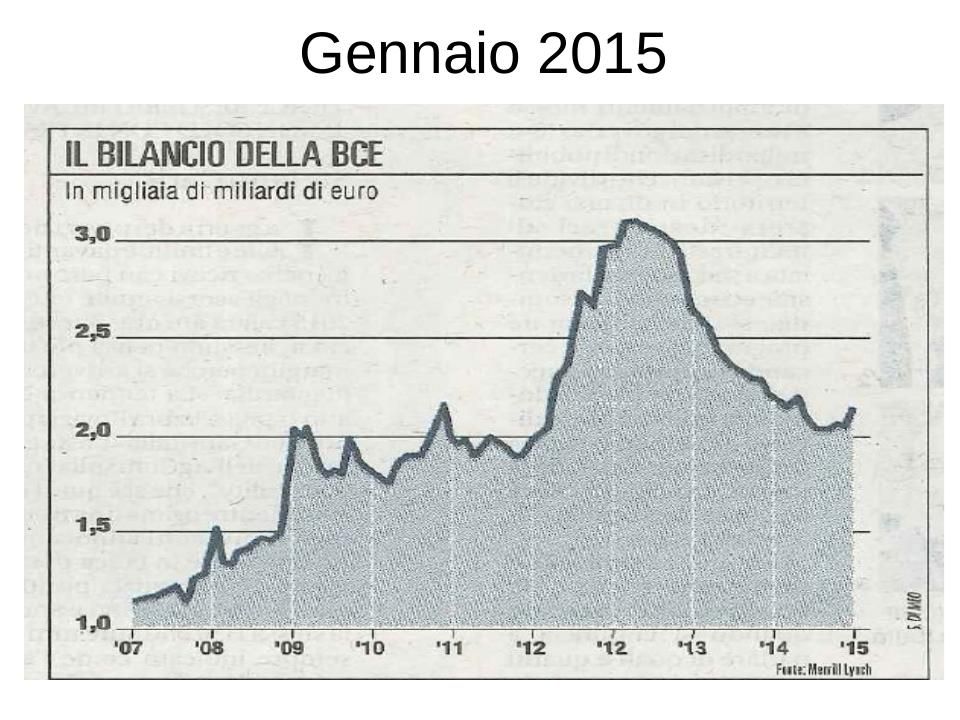 Gennaio 2015
IL BILANCIO DELLA BCE
In migliaia di miliardi di euro
3,0
2,5
2,0
1,5
1,0
'07 '08 '09 '10 '11 '12 '12 '13 '14 '15
Fonte: Merrill Lynch